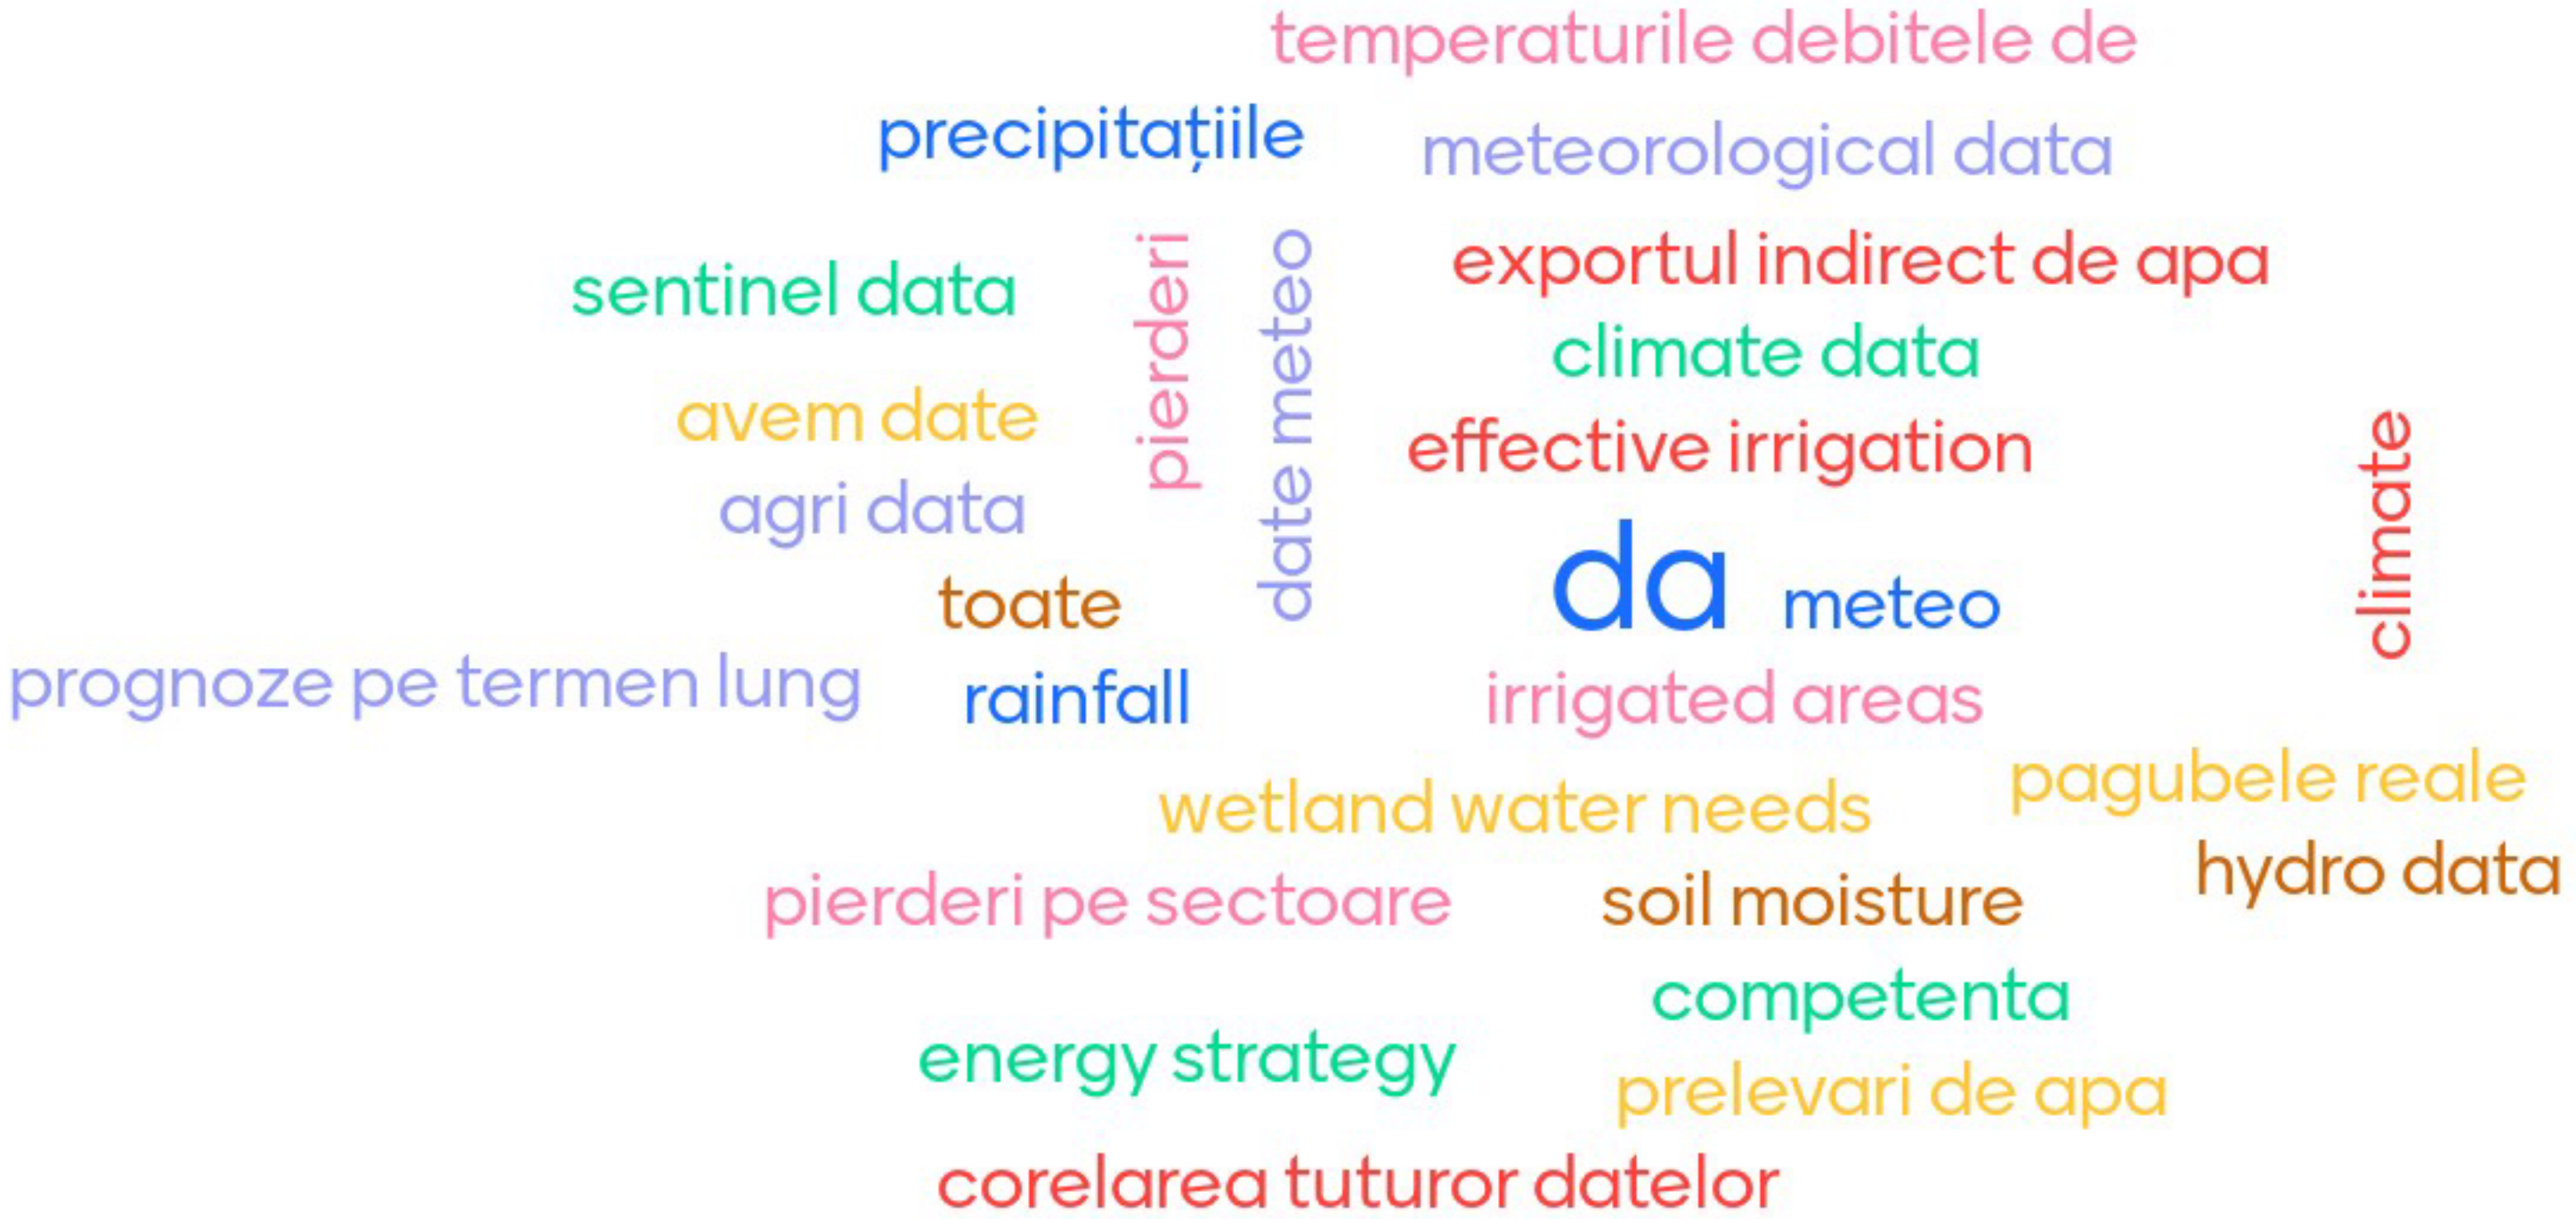 temperaturile debitele de
precipitațiile
meteorological data
pierderi
date meteo
exportul indirect de apa
sentinel data
climate data
avem date
effective irrigation
climate
agri data
da
meteo
toate
prognoze pe termen lung
rainfall
irrigated areas
wetland water needs
pagubele reale
pierderi pe sectoare
soil moisture
hydro data
competenta
energy strategy
prelevari de apa
corelarea tuturor datelor